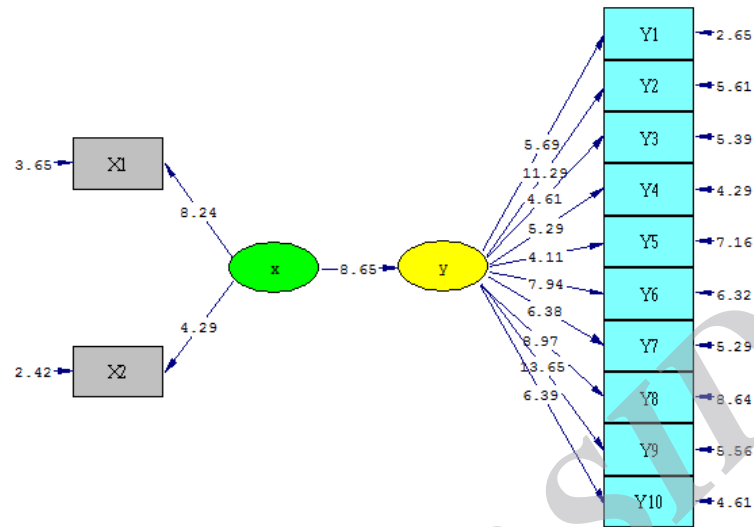 Y1
2.65
Y2
5.61
Y3
5.39
Y4
4.29
Y5
7.16
Y6
6.32
Y7
5.29
Y8
8.64
Y9
5.56
Y10
4.61
5.69
11.29
4.61
5.29
4.11
7.94
6.38
8.97
13.65
6.39
X1
3.65
8.24
x
8.65
y
4.29
X2
2.42